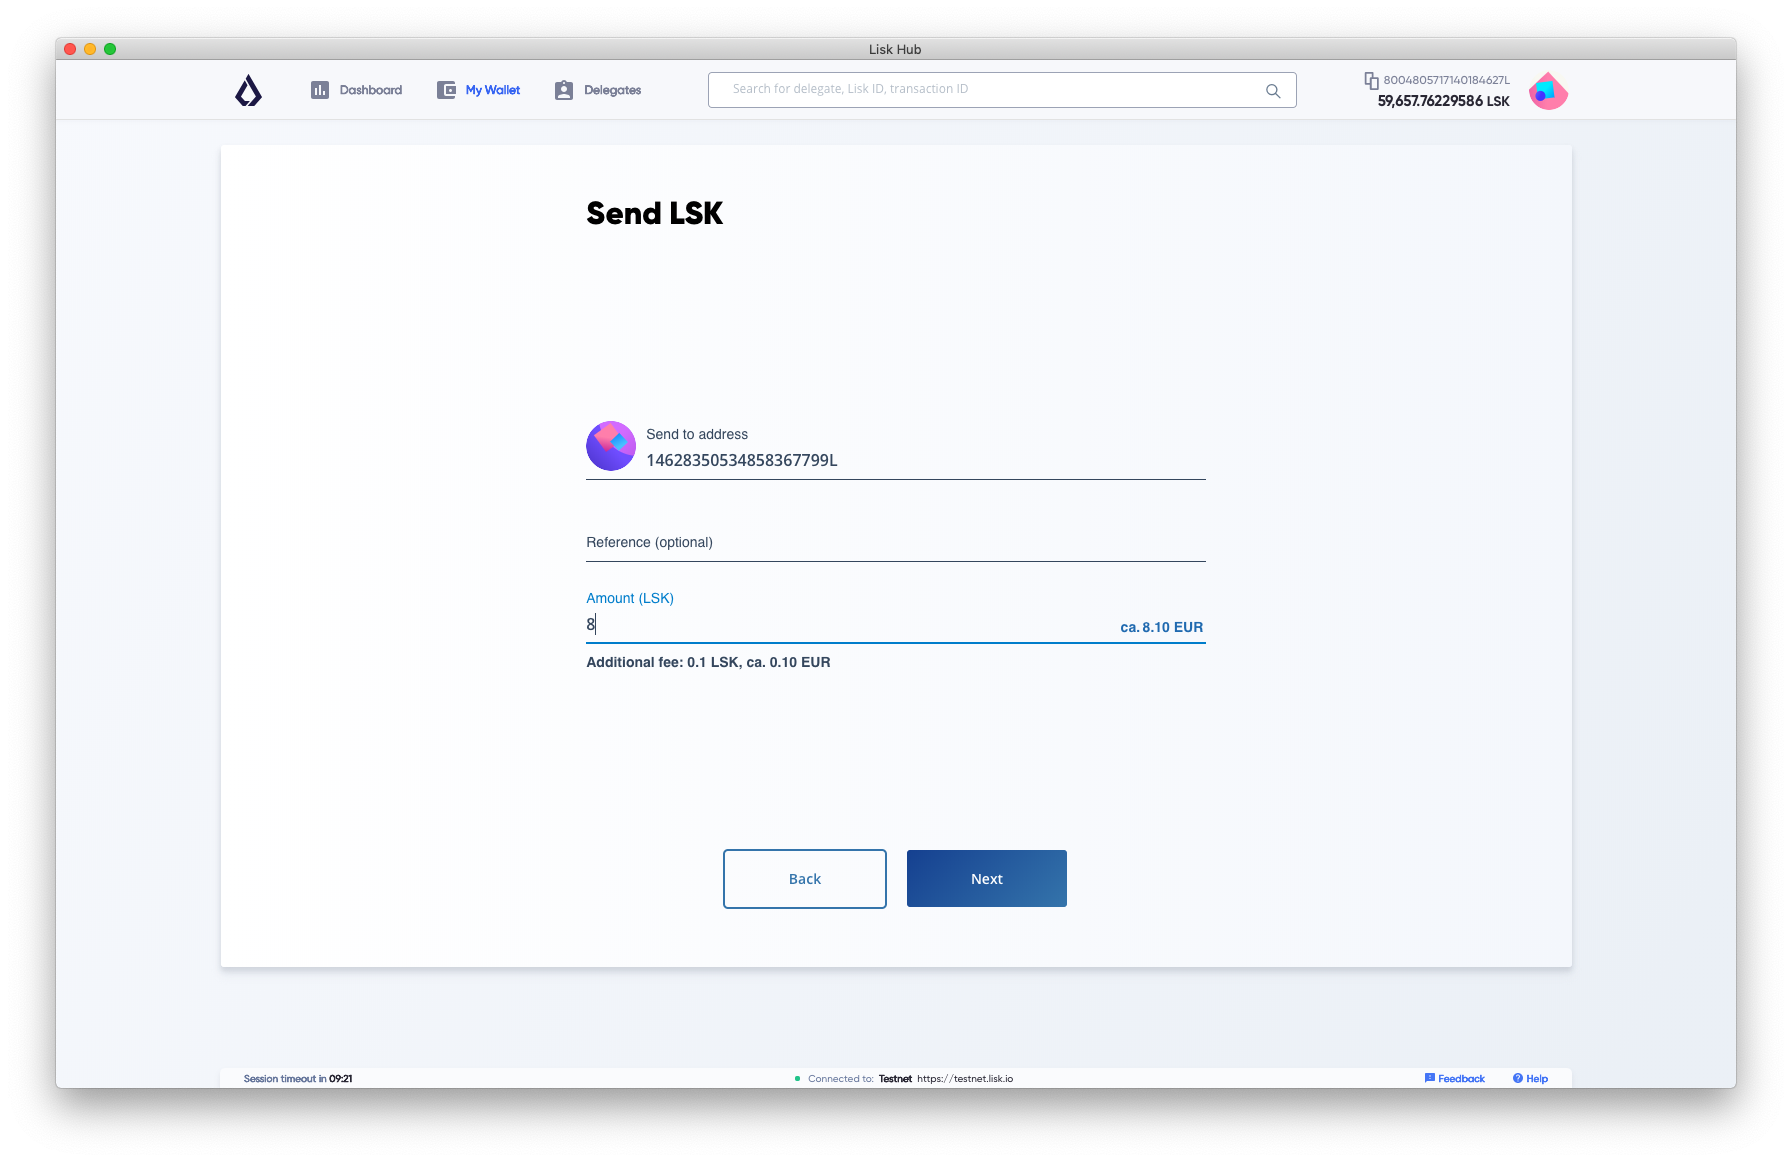 Lisk Hub
Dashboard
My Wallet
Delegates
Search for delegate, Lisk ID, transaction ID
8004805717140184627L
59,657.76229586 LSK
Send LSK
Send to address
14628350534858367799L
Reference (optional)
Amount (LSK)
8
ca. 8.10 EUR
Additional fee: 0.1 LSK, ca. 0.10 EUR
Back
Next
Session timeout in 09:21
Connected to: Testnet https://testnet.lisk.io
Feedback
Help